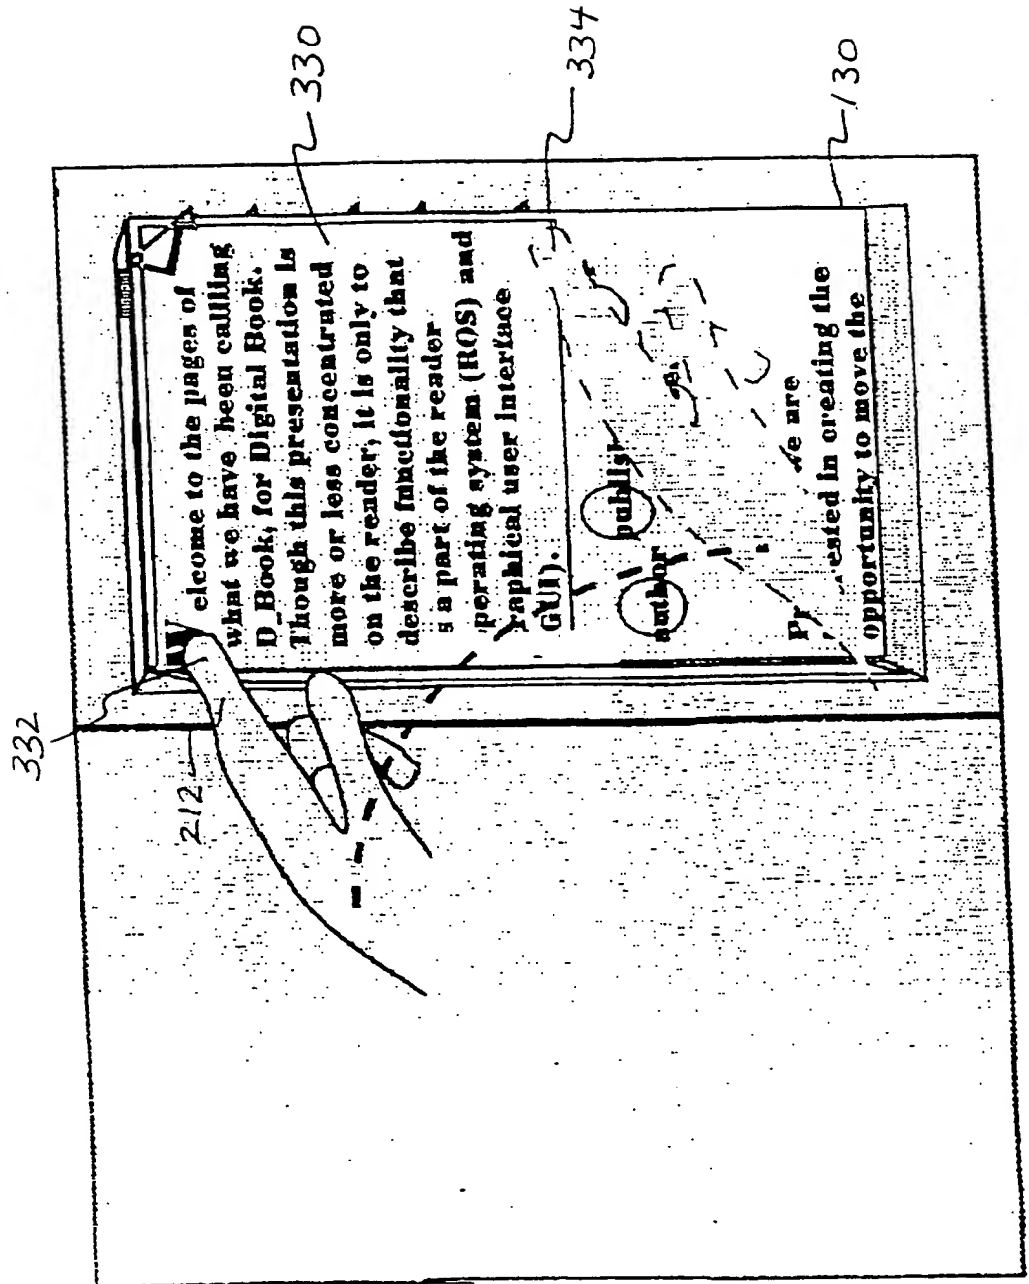 332
212
330
334
130
elcome to the pages of
what we have been callling
D_Book, for Digital Book.
Though this presentation is
more or less concentrated
on the reader, it is only to
describe functionality that
s a part of the reader
perating system (ROS) and
raphical user interface
GUI).
author publish
We are
ested in creating the
opportunity to move the